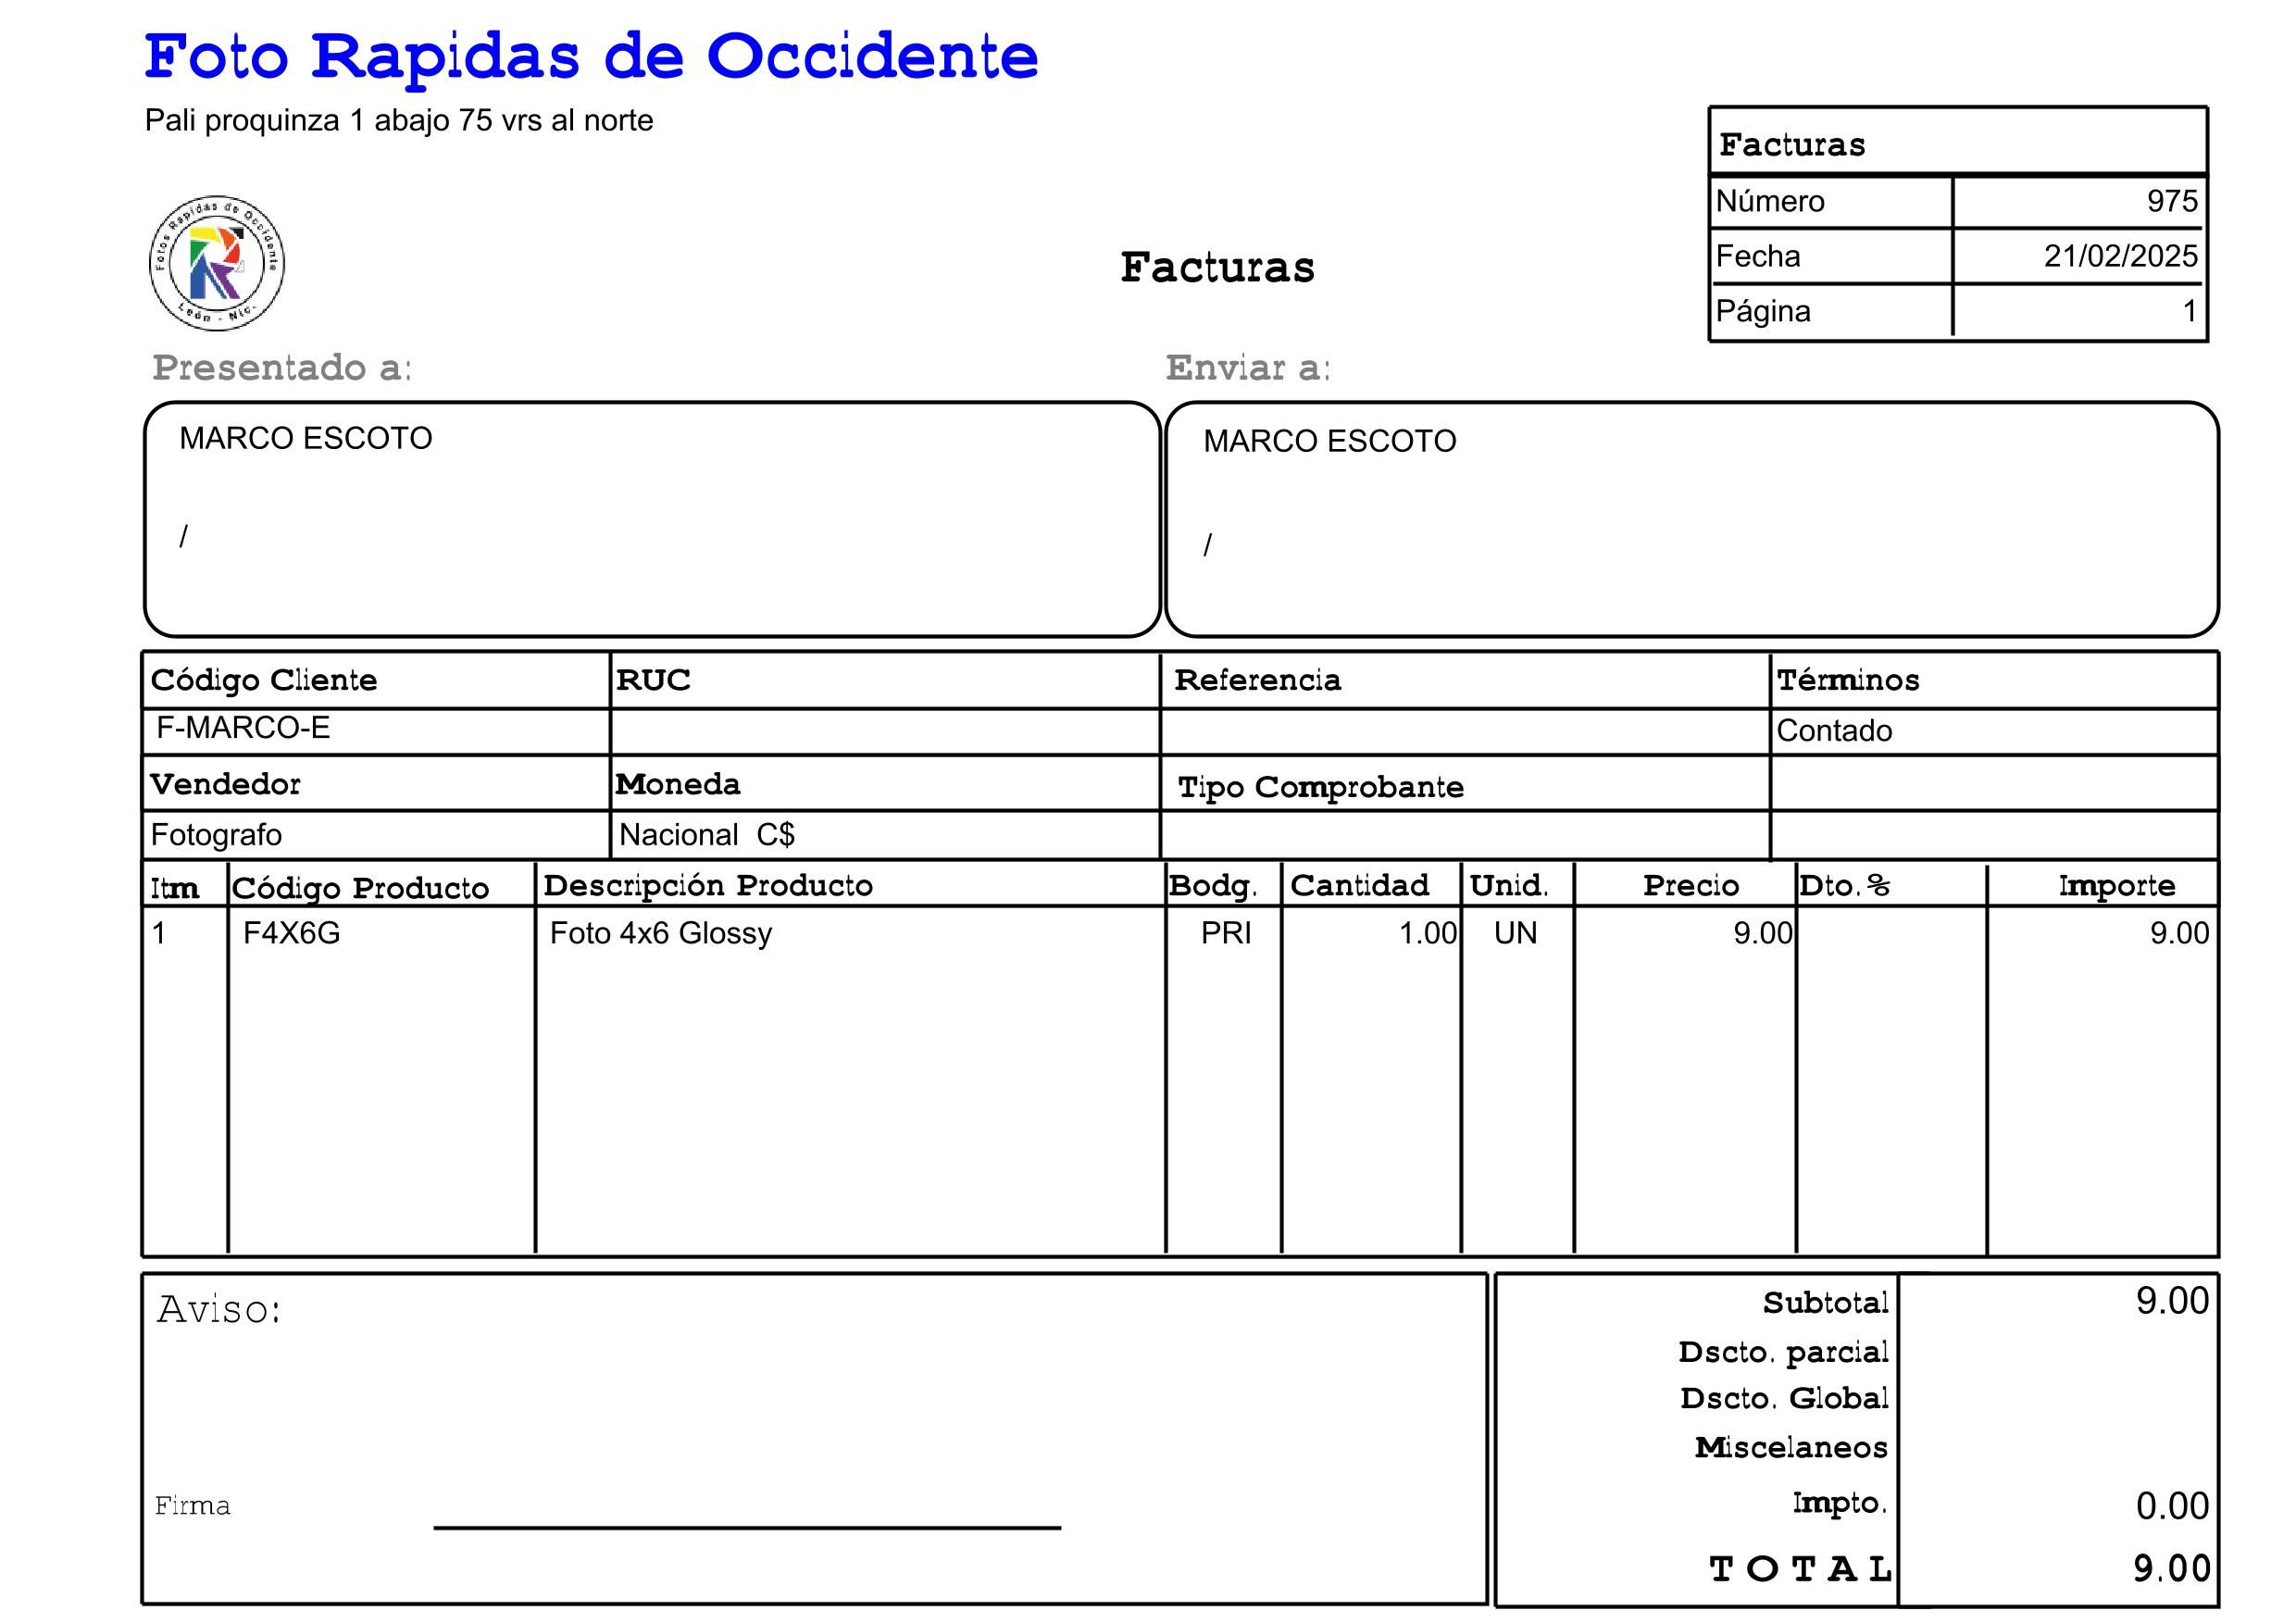 Foto Rapidas de Occidente
Pali proquinza 1 abajo 75 vrs al norte
Facturas
Número 975
Fecha 21/02/2025
Página 1
Fotos Rapidas de Occidente
León - Nic.
Facturas
Presentado a: Enviar a:
MARCO ESCOTO MARCO ESCOTO
/ /
Código Cliente RUC Referencia Términos
F-MARCO-E Contado
Vendedor Moneda Tipo Comprobante
Fotografo Nacional C$
Itm Código Producto Descripción Producto Bodg. Cantidad Unid. Precio Dto.% Importe
1 F4X6G Foto 4x6 Glossy PRI 1.00 UN 9.00 9.00
Aviso:
Subtotal 9.00
Dscto. parcial
Dscto. Global
Miscelaneos
Firma
Impto. 0.00
TOTAL 9.00